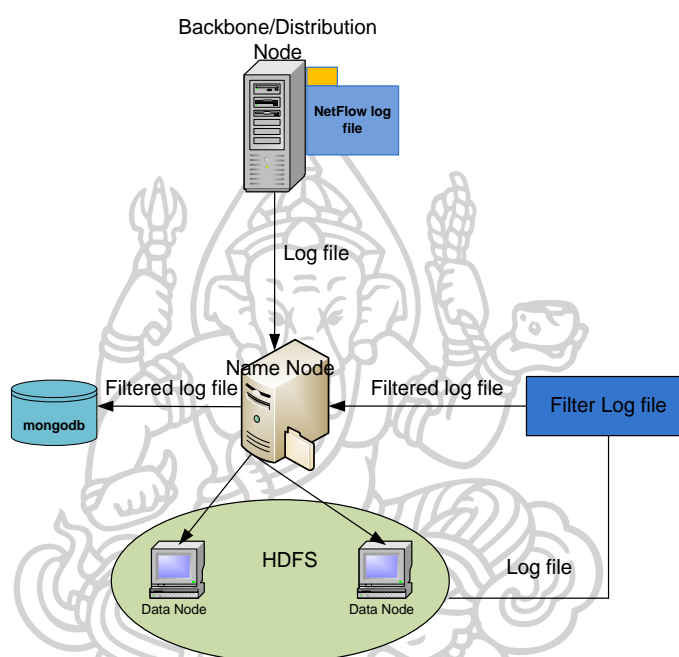 Backbone/Distribution
Node
NetFlow log
file
Log file
Name Node
Filtered log file
Filtered log file
mongodb
Filter Log file
HDFS
Log file
Data Node
Data Node